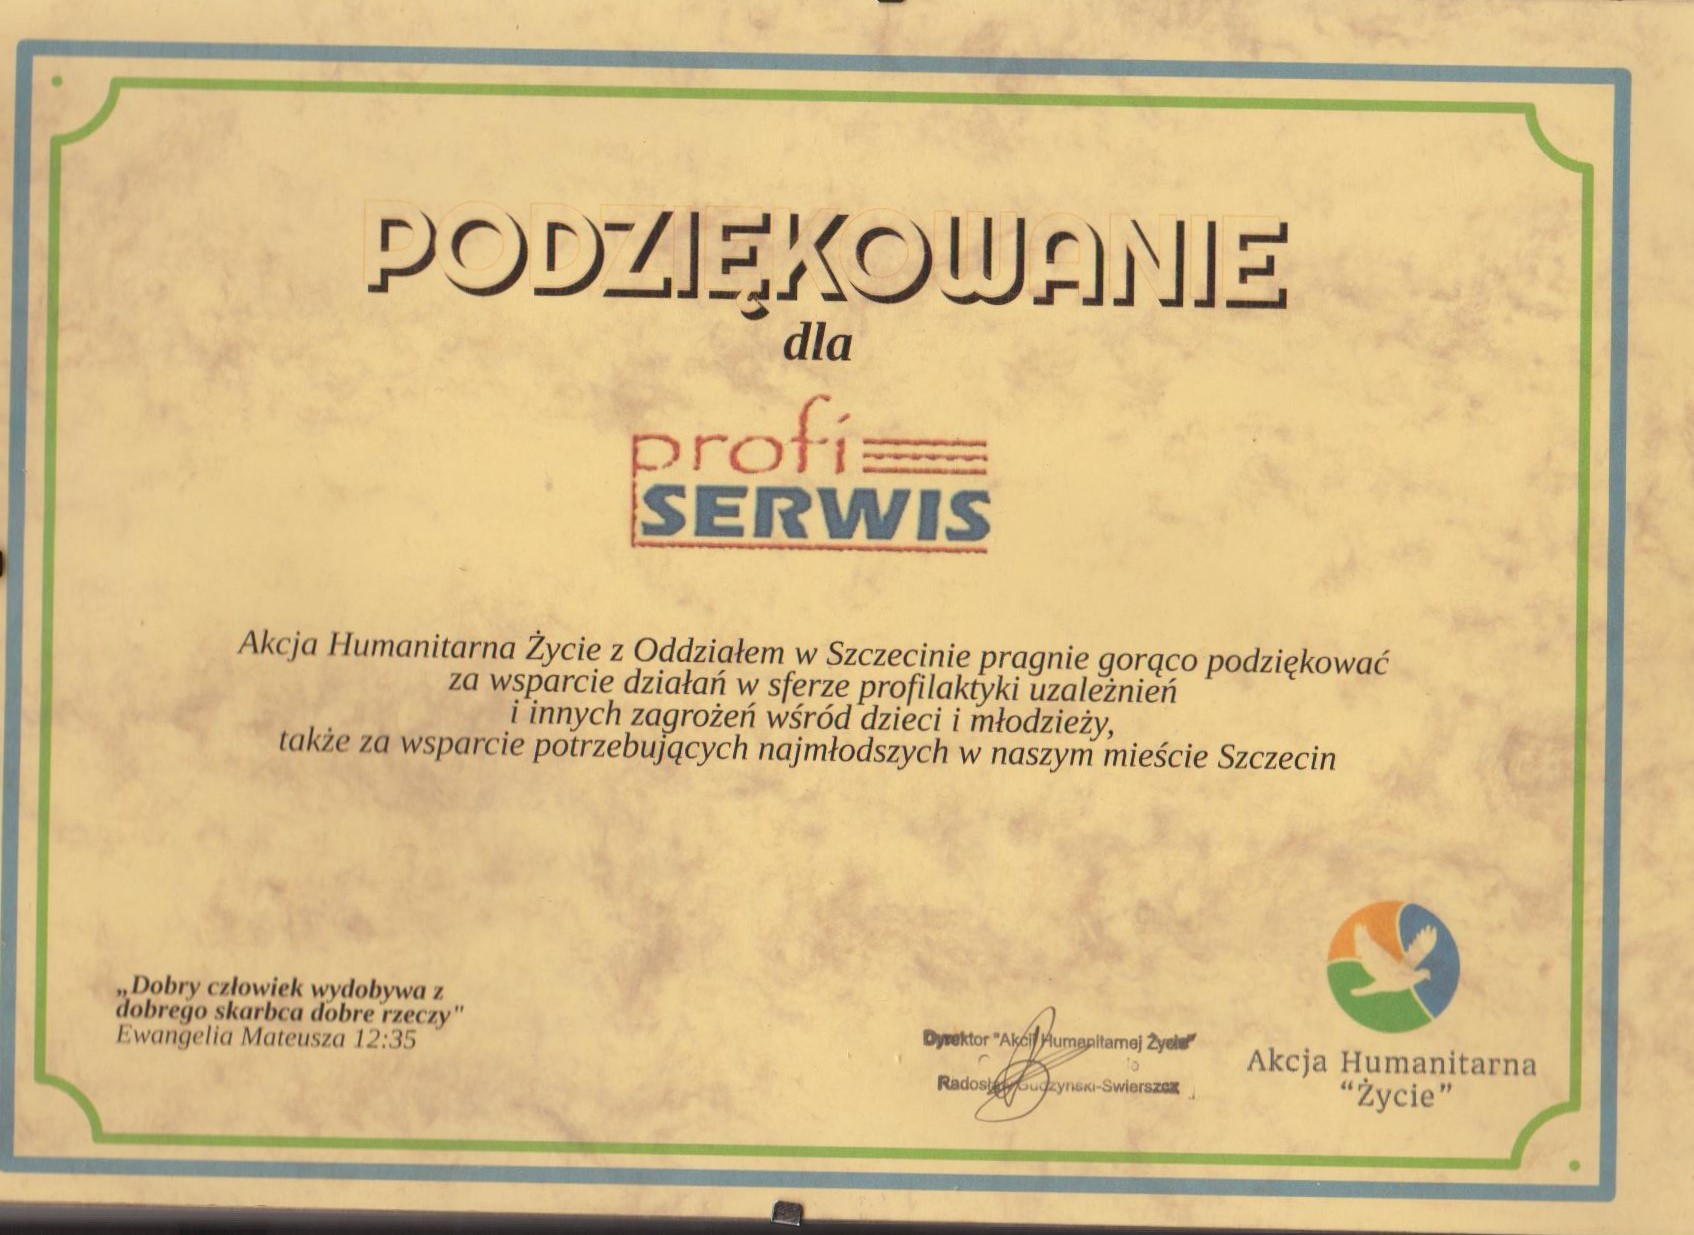 PODZIĘKOWANIE
dla
profi
SERWIS
Akcja Humanitarna Życie z Oddziałem w Szczecinie pragnie gorąco podziękować
za wsparcie działań w sferze profilaktyki uzależnień
i innych zagrożeń wśród dzieci i młodzieży,
także za wsparcie potrzebujących najmłodszych w naszym mieście Szczecin
„Dobry człowiek wydobywa z
dobrego skarbca dobre rzeczy"
Ewangelia Mateusza 12:35
Dyrektor "Akcji Humanitarnej Życie"
Radosław
Akcja Humanitarna
“Życie”